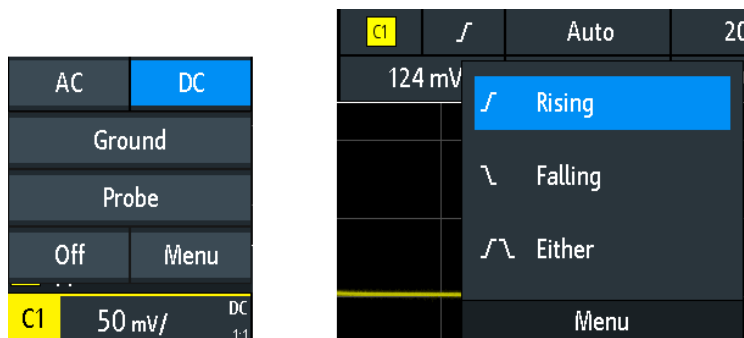 AC DC
Ground
Probe
Off Menu
C1 50 mV/ DC
1:1
C1 Auto 20
124 mV
Rising
Falling
Either
Menu